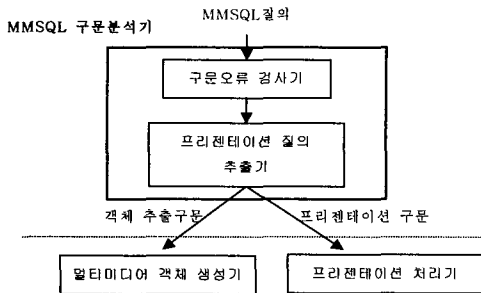 MMSQL질의
MMSQL 구문분석기
구문오류 검사기
프리젠테이션 질의
추출기
객체 추출구문
프리젠테이션 구문
멀티미디어 객체 생성기
프리잰테이션 처리기